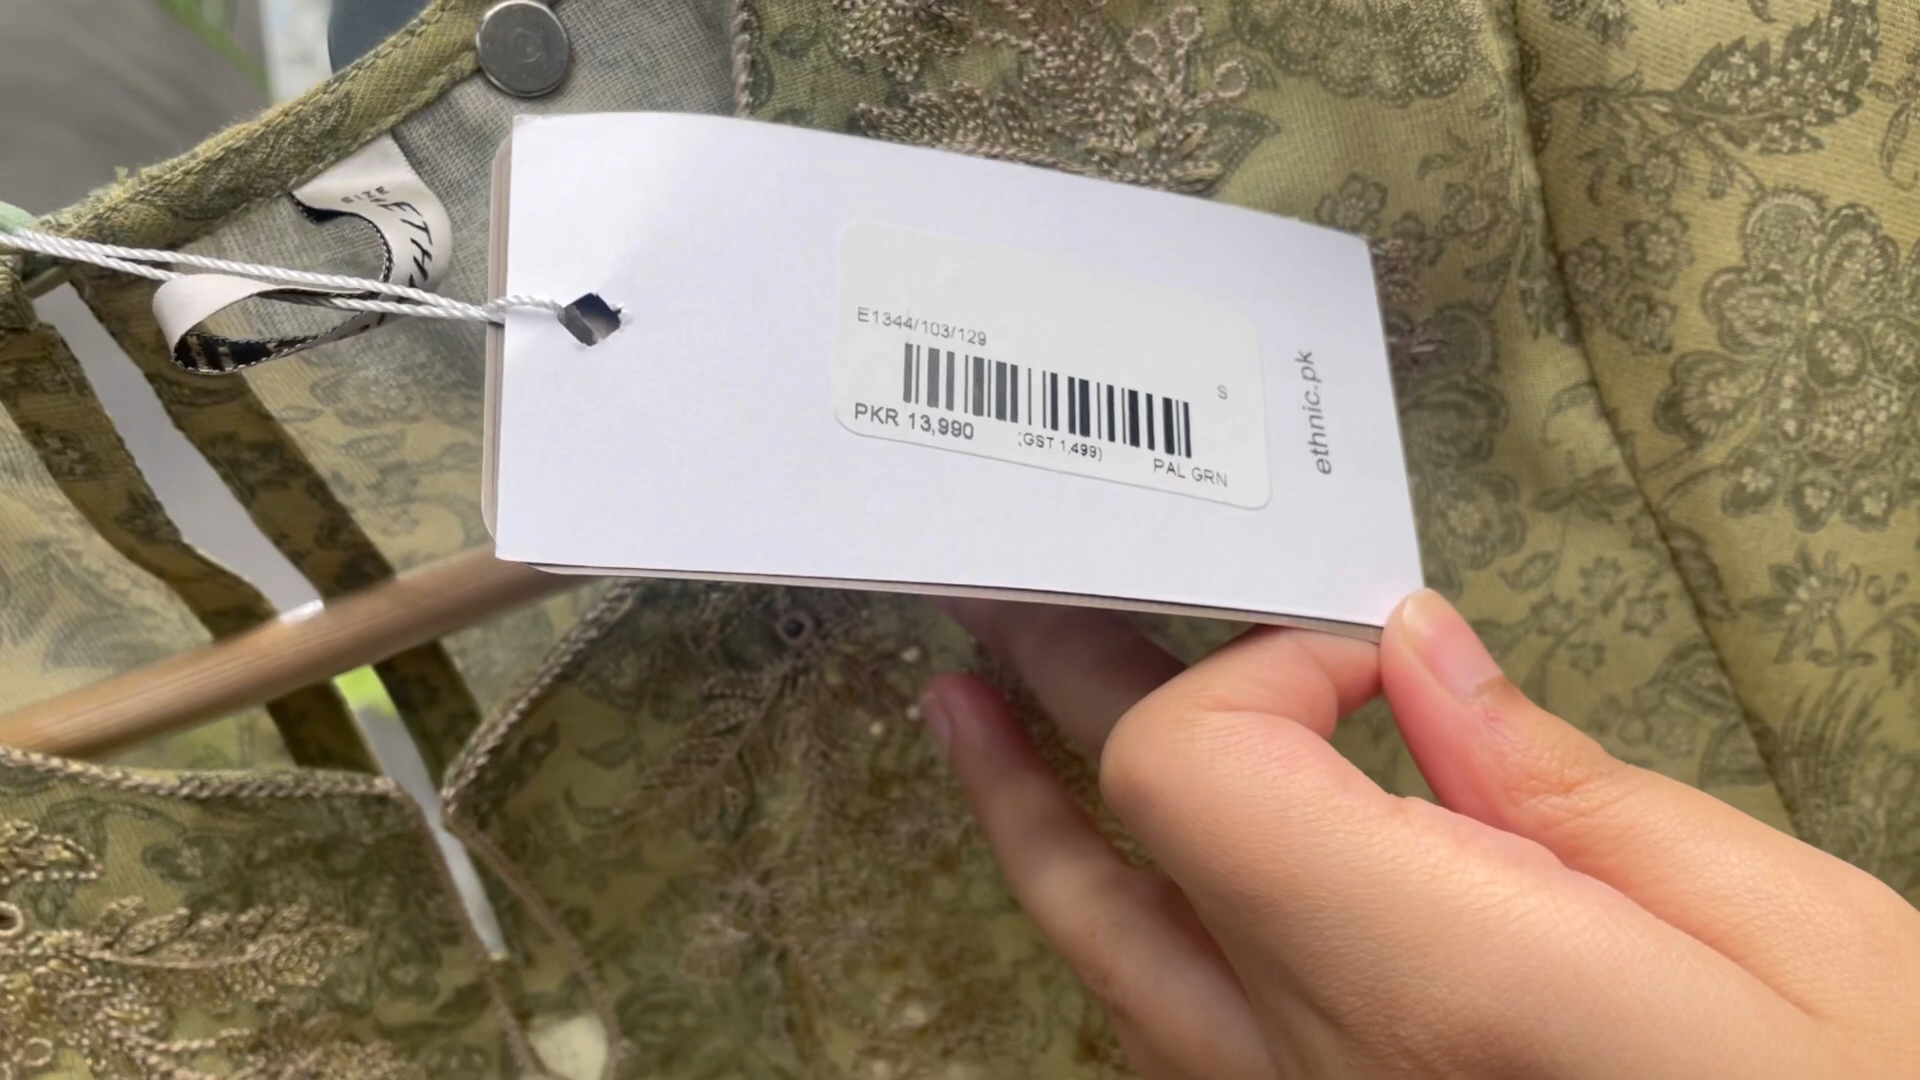 E1344/103/129
S
PKR 13,990
(GST 1,499)
PAL GRN
ethnic.pk